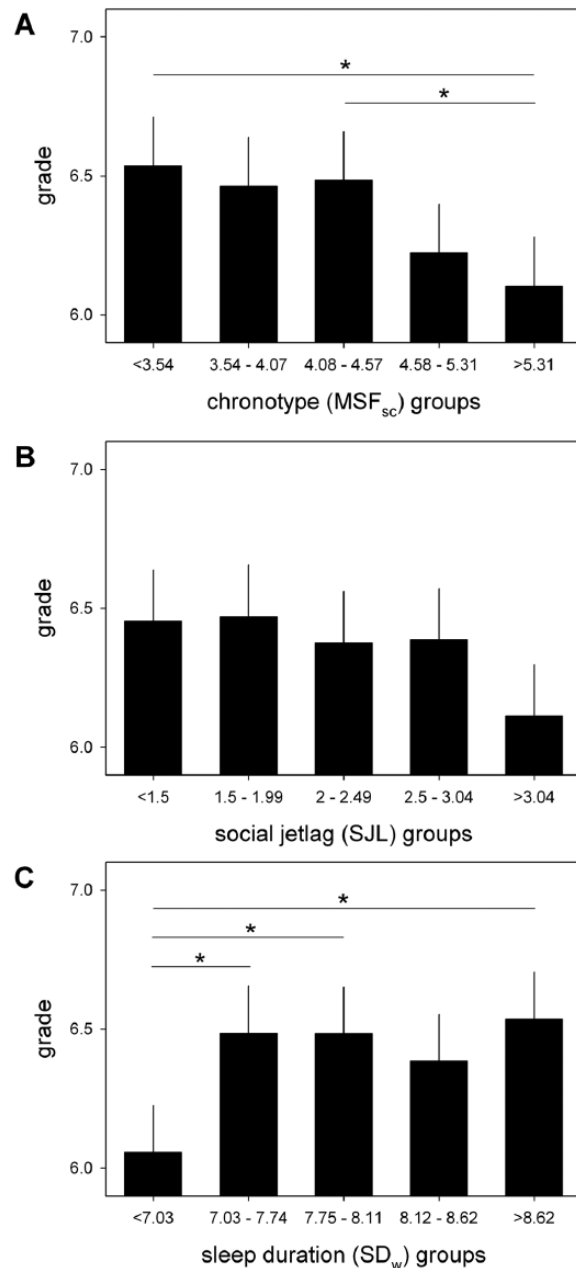 A
7.0
*
*
6.5
grade
6.0
<3.54 3.54 - 4.07 4.08 - 4.57 4.58 - 5.31 >5.31
chronotype (MSFsc) groups
B
7.0
6.5
grade
6.0
<1.5 1.5 - 1.99 2 - 2.49 2.5 - 3.04 >3.04
social jetlag (SJL) groups
C
7.0
*
*
*
6.5
grade
6.0
<7.03 7.03 - 7.74 7.75 - 8.11 8.12 - 8.62 >8.62
sleep duration (SDw) groups